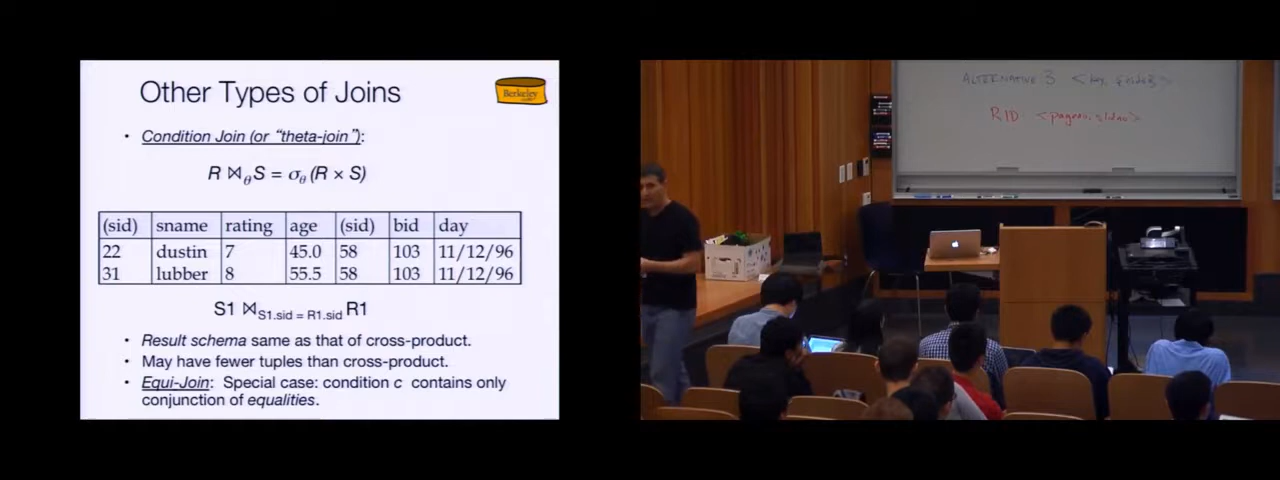 Other Types of Joins
Berkeley
• Condition Join (or “theta-join”):
R ⋈θ S = σθ (R × S)
(sid) sname rating age (sid) bid day
22 dustin 7 45.0 58 103 11/12/96
31 lubber 8 55.5 58 103 11/12/96
S1 ⋈S1.sid = R1.sid R1
• Result schema same as that of cross-product.
• May have fewer tuples than cross-product.
• Equi-Join: Special case: condition c contains only
conjunction of equalities.
ALTERNATIVE 3 <key,
RID <pageno, slotno>